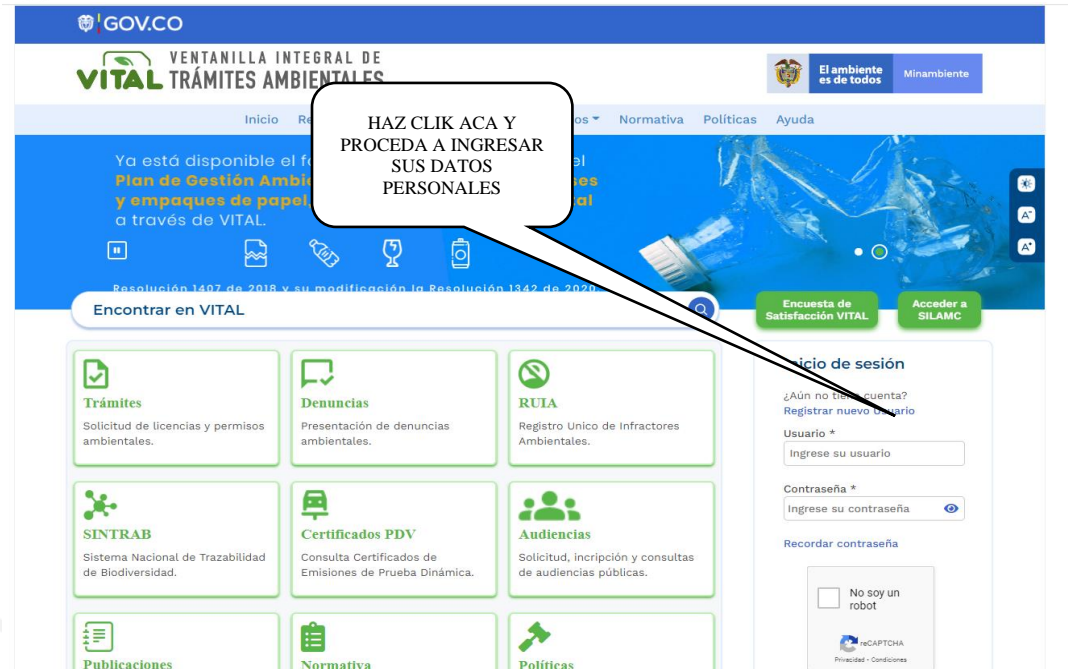 GOV.CO
VITAL
VENTANILLA INTEGRAL DE
TRÁMITES AMBIENTALES
El ambiente
es de todos
Minambiente
Inicio
Normativa
Políticas
Ayuda
HAZ CLIK ACA Y
PROCEDA A INGRESAR
SUS DATOS
PERSONALES
Ya está disponible el
Plan de Gestión
y empaques de
a través de VITAL.
Resolución 1407 de 2018 y su modificación la Resolución 1342 de 2020
A-
A+
Encontrar en VITAL
Encuesta de
Satisfacción VITAL
Acceder a
SILAMC
Trámites
Solicitud de licencias y permisos
ambientales.
Denuncias
Presentación de denuncias
ambientales.
RUIA
Registro Unico de Infractores
Ambientales.
SINTRAB
Sistema Nacional de Trazabilidad
de Biodiversidad.
Certificados PDV
Consulta Certificados de
Emisiones de Prueba Dinámica.
Audiencias
Solicitud, incripción y consultas
de audiencias públicas.
Publicaciones
Normativa
Políticas
Inicio de sesión
¿Aún no tiene cuenta?
Registrar nuevo usuario
Usuario *
Ingrese su usuario
Contraseña *
Ingrese su contraseña
Recordar contraseña
No soy un
robot
reCAPTCHA
Privacidad - Condiciones